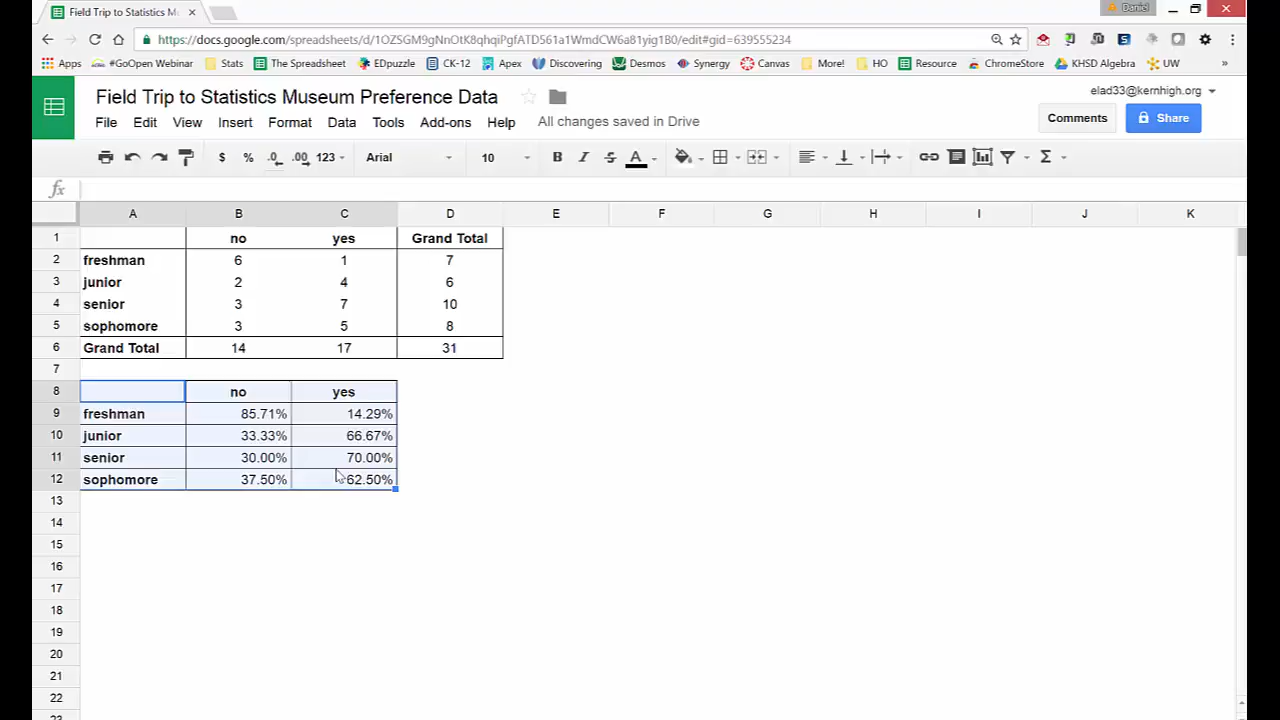 Field Trip to Statistics Mu
Daniel
https://docs.google.com/spreadsheets/d/1OZSGM9gNnOtK8qhqiPgfATD561a1WmdCW6a81yig1B0/edit#gid=639555234
Apps #GoOpen Webinar Stats The Spreadsheet EDpuzzle CK-12 Apex Discovering Desmos Synergy Canvas More! HO Resource ChromeStore KHSD Algebra UW »
Field Trip to Statistics Museum Preference Data
elad33@kernhigh.org
File Edit View Insert Format Data Tools Add-ons Help All changes saved in Drive
Comments Share
$ % .0 .00 123 Arial 10 B I S A Σ
fx
A B C D E F G H I J K
1 no yes Grand Total
2 freshman 6 1 7
3 junior 2 4 6
4 senior 3 7 10
5 sophomore 3 5 8
6 Grand Total 14 17 31
7
8 no yes
9 freshman 85.71% 14.29%
10 junior 33.33% 66.67%
11 senior 30.00% 70.00%
12 sophomore 37.50% 62.50%
13
14
15
16
17
18
19
20
21
22
23